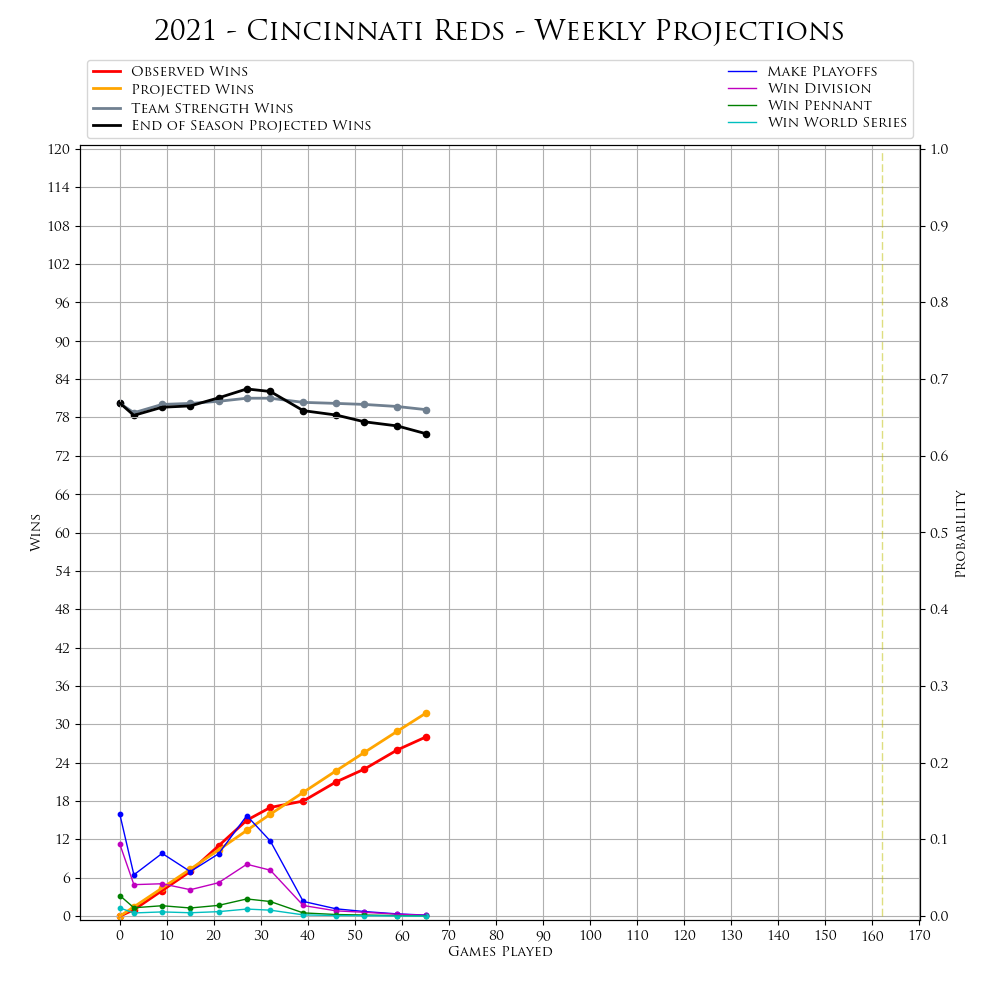 2021 - Cincinnati Reds - Weekly Projections
Observed Wins
Projected Wins
Team Strength Wins
End of Season Projected Wins
Make Playoffs
Win Division
Win Pennant
Win World Series
120
114
108
102
96
90
84
78
72
66
60
54
48
42
36
30
24
18
12
6
0
Wins
1.0
0.9
0.8
0.7
0.6
0.5
0.4
0.3
0.2
0.1
0.0
Probability
0 10 20 30 40 50 60 70 80 90 100 110 120 130 140 150 160 170
Games Played